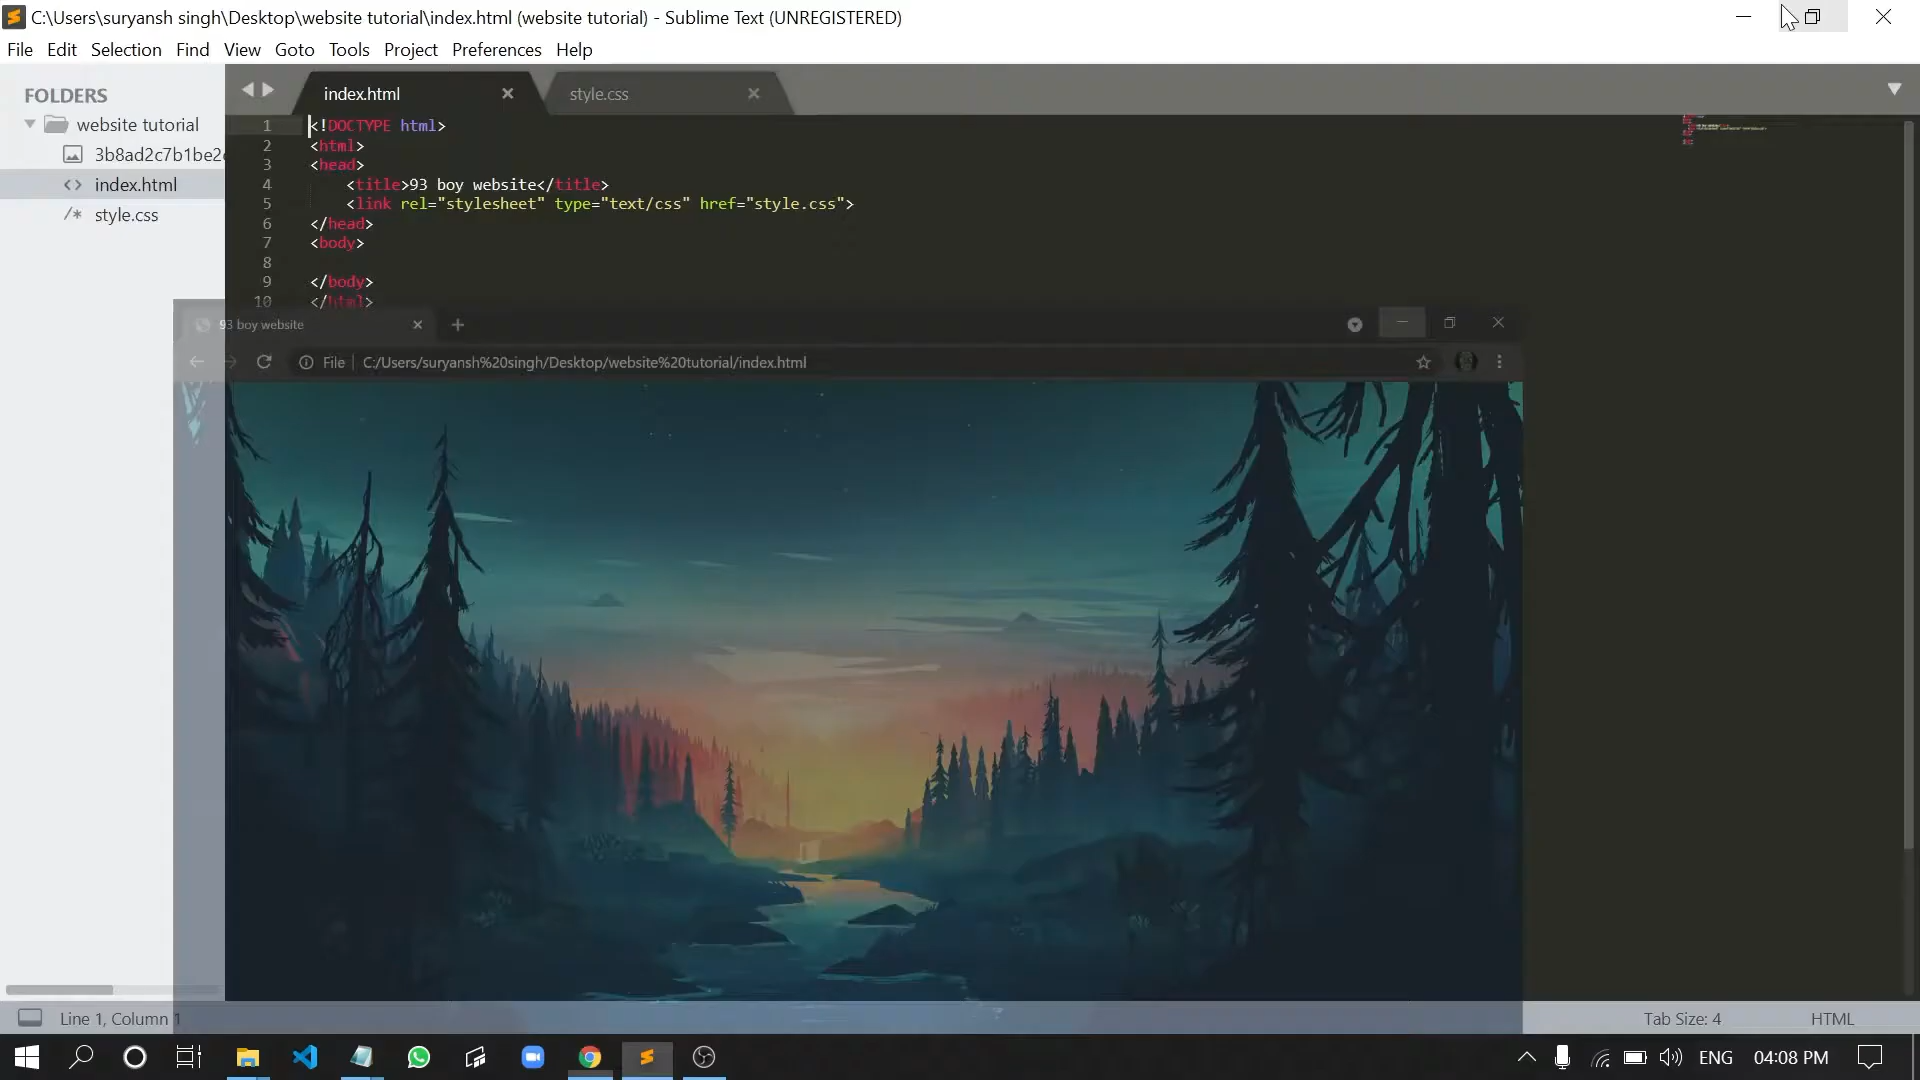 C:\Users\suryansh singh\Desktop\website tutorial\index.html (website tutorial) - Sublime Text (UNREGISTERED)
File Edit Selection Find View Goto Tools Project Preferences Help
FOLDERS
website tutorial
3b8ad2c7b1be2
index.html
style.css
index.html
style.css
1 <!DOCTYPE html>
2 <html>
3 <head>
4 <title>93 boy website</title>
5 <link rel="stylesheet" type="text/css" href="style.css">
6 </head>
7 <body>
8
9 </body>
10 </html>
93 boy website
File C:/Users/suryansh%20singh/Desktop/website%20tutorial/index.html
Line 1, Column 1
Tab Size: 4
HTML
ENG
04:08 PM